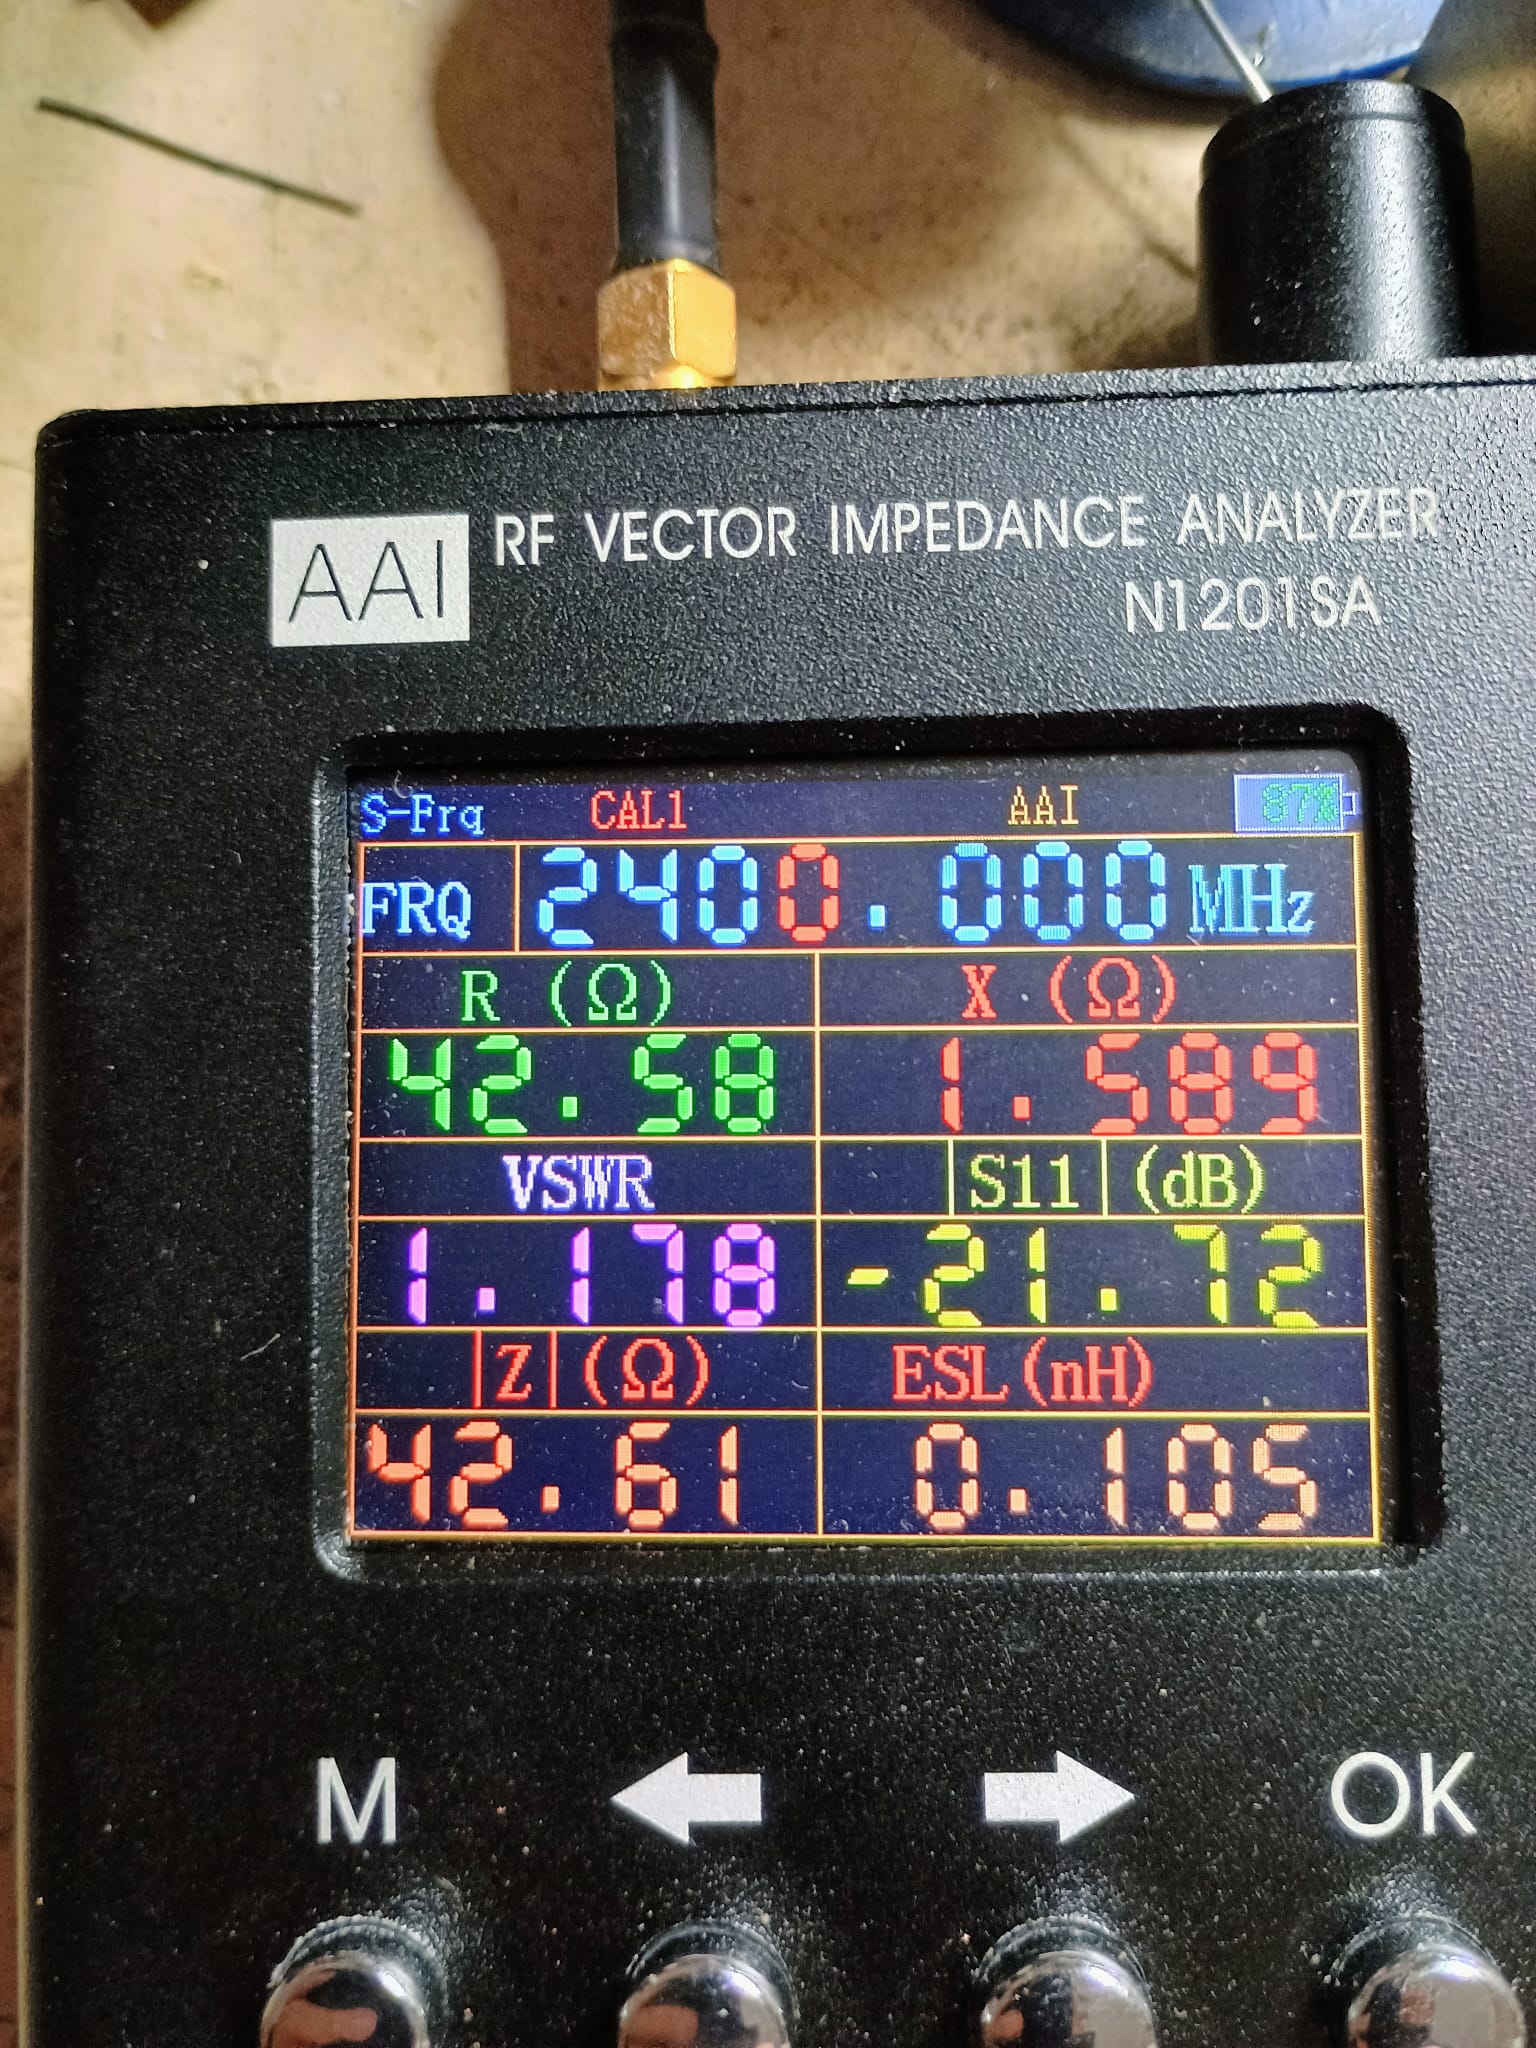 AAI RF VECTOR IMPEDANCE ANALYZER
N1201SA
S-Frq CAL1 AAI 87%
FRQ 2400.000 MHz
R (Ω) X (Ω)
42.58 1.589
VSWR |S11| (dB)
1.178 -21.72
|Z| (Ω) ESL(nH)
42.61 0.105
M OK